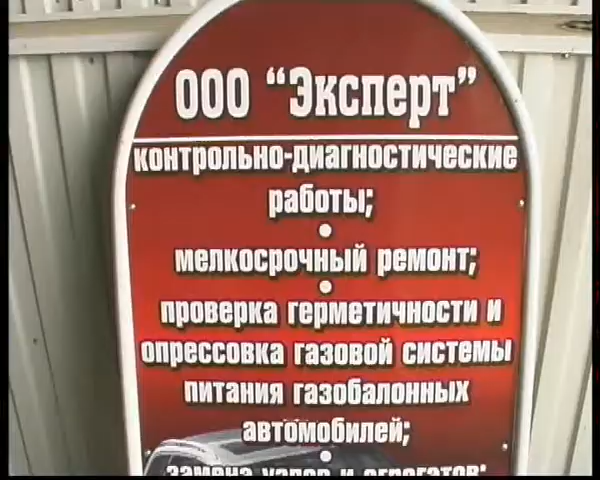 ООО “Эксперт”
контрольно-диагностические
работы;
•
мелкосрочный ремонт;
•
проверка герметичности и
опрессовка газовой системы
питания газобалонных
автомобилей;
•
замена узлов и агрегатов;